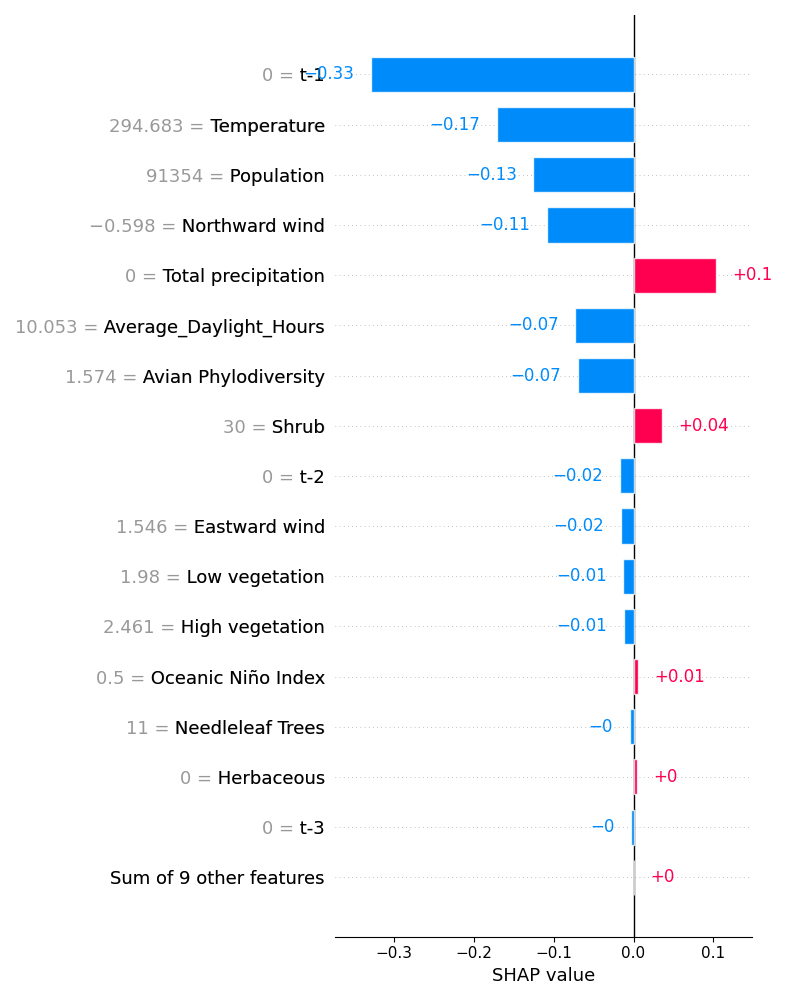 0 = t-1 −0.33
294.683 = Temperature −0.17
91354 = Population −0.13
−0.598 = Northward wind −0.11
0 = Total precipitation +0.1
10.053 = Average_Daylight_Hours −0.07
1.574 = Avian Phylodiversity −0.07
30 = Shrub +0.04
0 = t-2 −0.02
1.546 = Eastward wind −0.02
1.98 = Low vegetation −0.01
2.461 = High vegetation −0.01
0.5 = Oceanic Niño Index +0.01
11 = Needleleaf Trees −0
0 = Herbaceous +0
0 = t-3 −0
Sum of 9 other features +0
−0.3 −0.2 −0.1 0.0 0.1
SHAP value